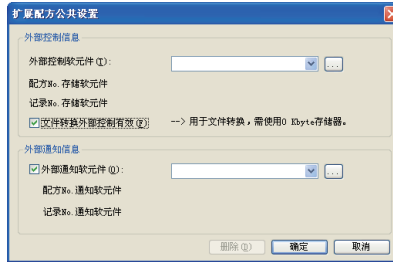 扩展配方公共设置
外部控制信息
外部控制软元件(T):
配方No.存储软元件
记录No.存储软元件
文件转换外部控制有效(F) --> 用于文件转换，需使用0 Kbyte存储器。
外部通知信息
外部通知软元件(O):
配方No.通知软元件
记录No.通知软元件
删除(D) 确定 取消